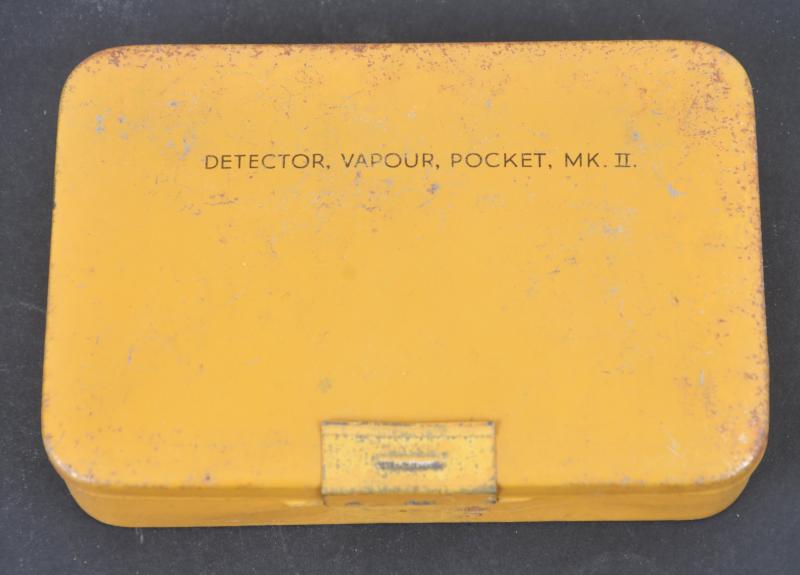 DETECTOR, VAPOUR, POCKET, MK. II.